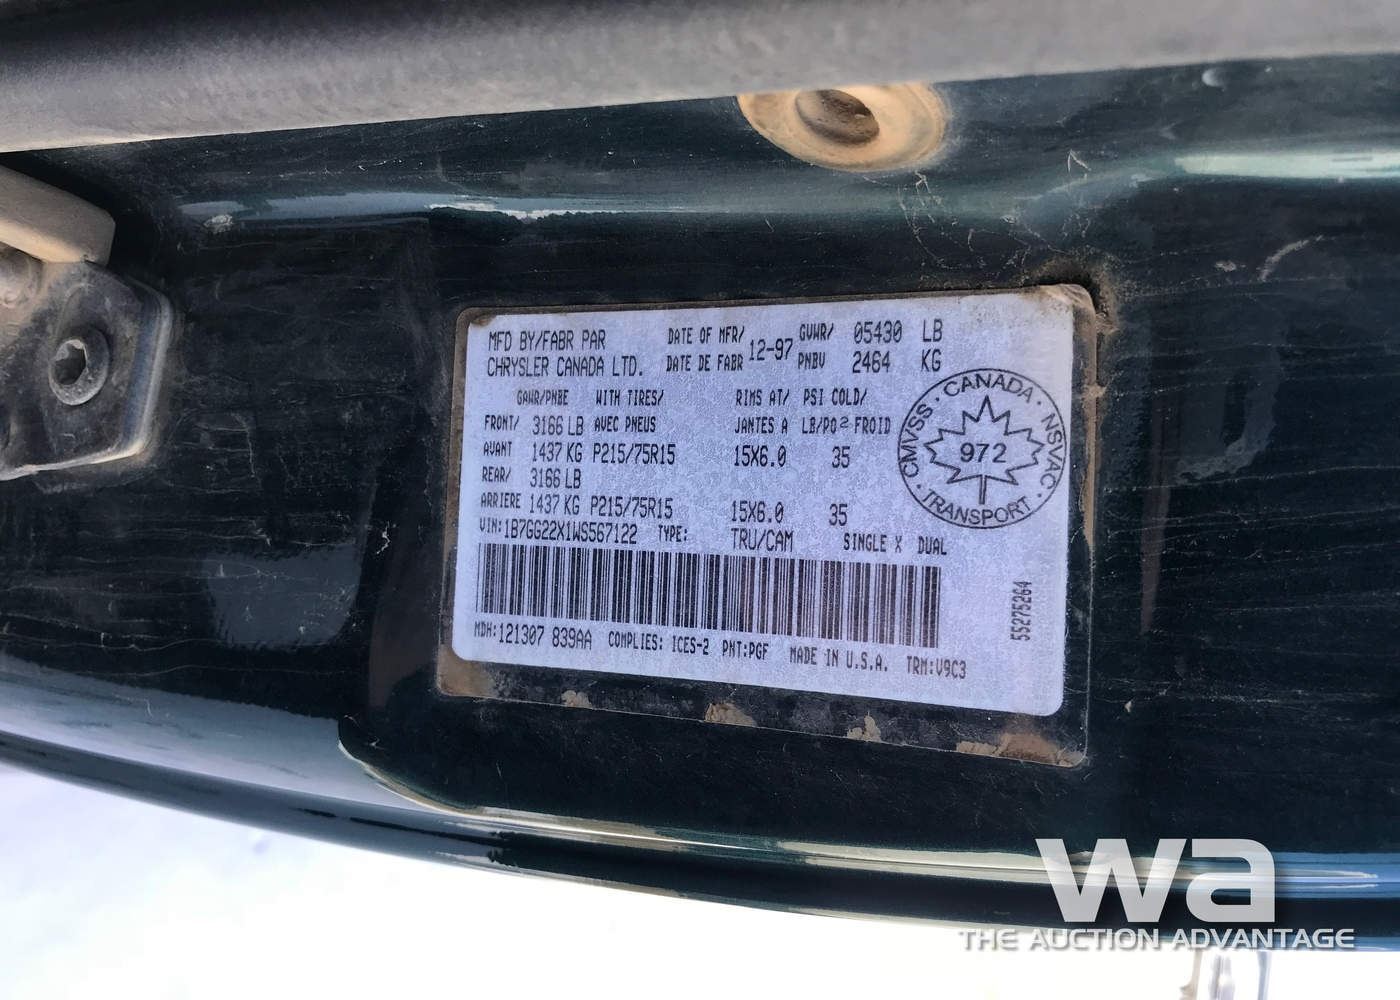 MFD BY/FABR PAR DATE OF MFR/ 12-97 GVWR/ 05430 LB
CHRYSLER CANADA LTD. DATE DE FABR PNBV 2464 KG
GAWR/PNBE WITH TIRES/ RIMS AT/ PSI COLD/
FRONT/ 3166 LB AVEC PNEUS JANTES A LB/PO² FROID
AVANT 1437 KG P215/75R15 15X6.0 35
REAR/ 3166 LB
ARRIERE 1437 KG P215/75R15 15X6.0 35
VIN:1B7GG22X1WS567122 TYPE: TRU/CAM SINGLE X DUAL
MDH:121307 839AA COMPLIES: ICES-2 PNT:PGF MADE IN U.S.A. TRM:V9C3
CMVSS · CANADA · NSVAC · TRANSPORT ·
972
55275264
wa
THE AUCTION ADVANTAGE